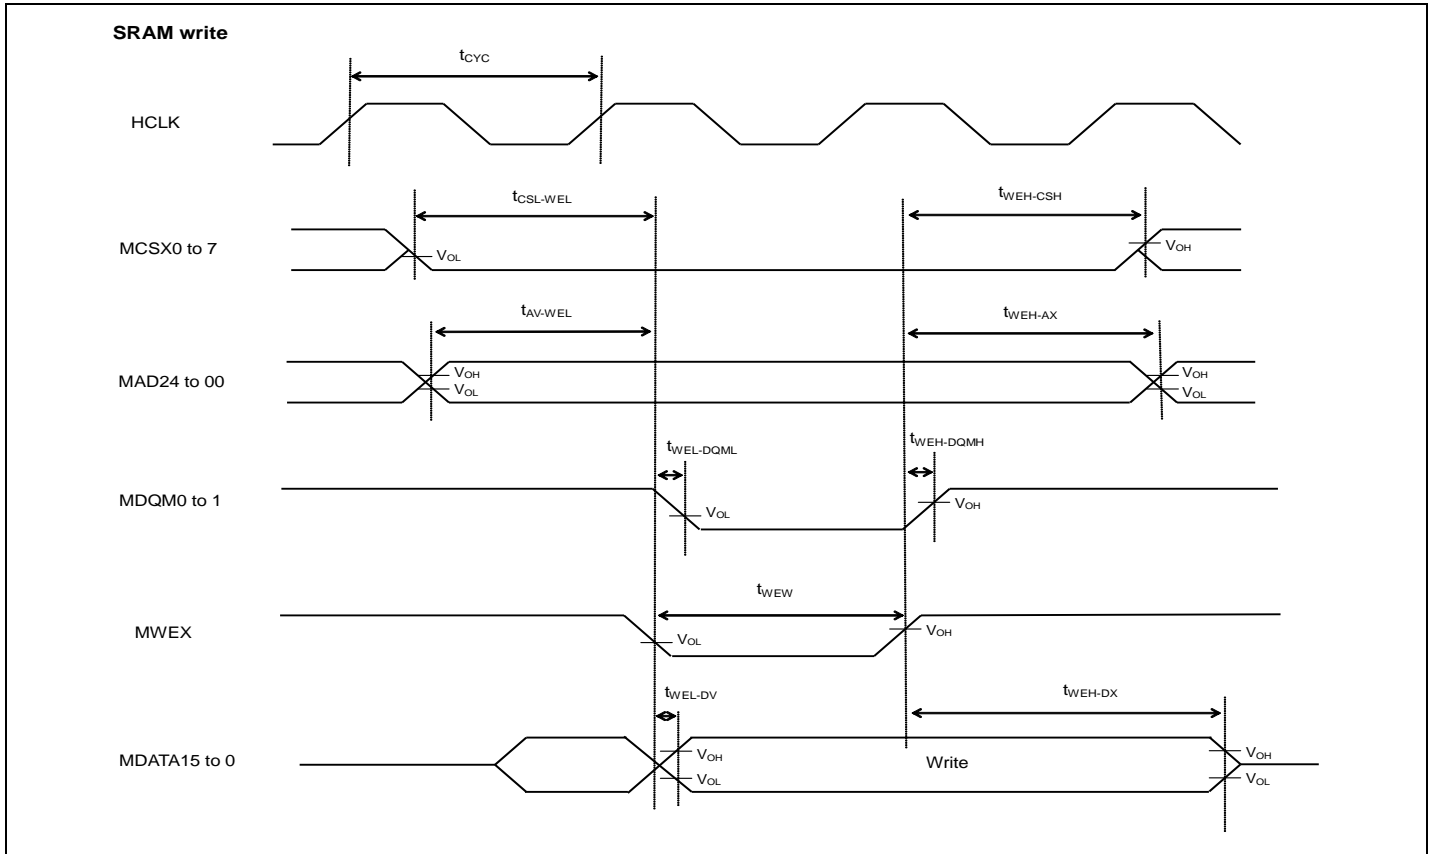 SRAM write
tCYC
HCLK
tCSL-WEL
tWEH-CSH
MCSX0 to 7
VOL
VOH
tAV-WEL
tWEH-AX
MAD24 to 00
VOH
VOL
VOH
VOL
tWEL-DQML
tWEH-DQMH
MDQM0 to 1
VOL
VOH
tWEW
MWEX
VOL
VOH
tWEL-DV
tWEH-DX
MDATA15 to 0
VOH
VOL
Write
VOH
VOL